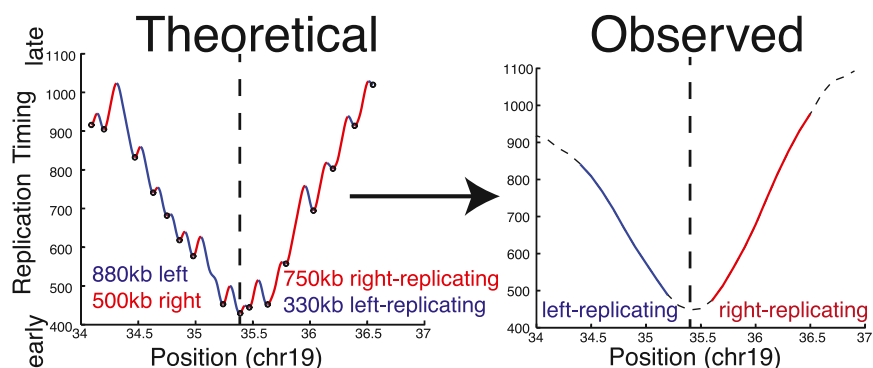 Theoretical
Observed
early Replication Timing late
1100
1000
900
800
700
600
500
400
880kb left
500kb right
750kb right-replicating
330kb left-replicating
34 34.5 35 35.5 36 36.5 37
Position (chr19)
1100
1000
900
800
700
600
500
400
left-replicating
right-replicating
34 34.5 35 35.5 36 36.5 37
Position (chr19)